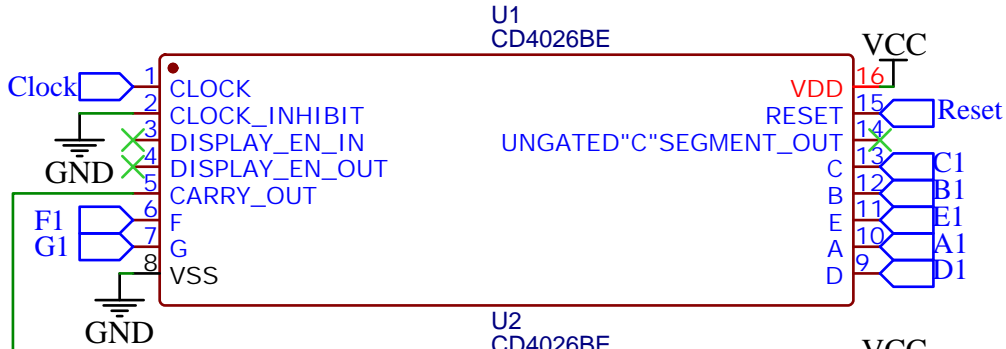 U1
CD4026BE
VCC
Clock 1 CLOCK VDD 16
2 CLOCK_INHIBIT RESET 15 Reset
3 DISPLAY_EN_IN UNGATED"C"SEGMENT_OUT 14
GND 4 DISPLAY_EN_OUT C 13 C1
5 CARRY_OUT B 12 B1
F1 6 F E 11 E1
G1 7 G A 10 A1
8 VSS D 9 D1
GND
U2
CD4026BE
VCC